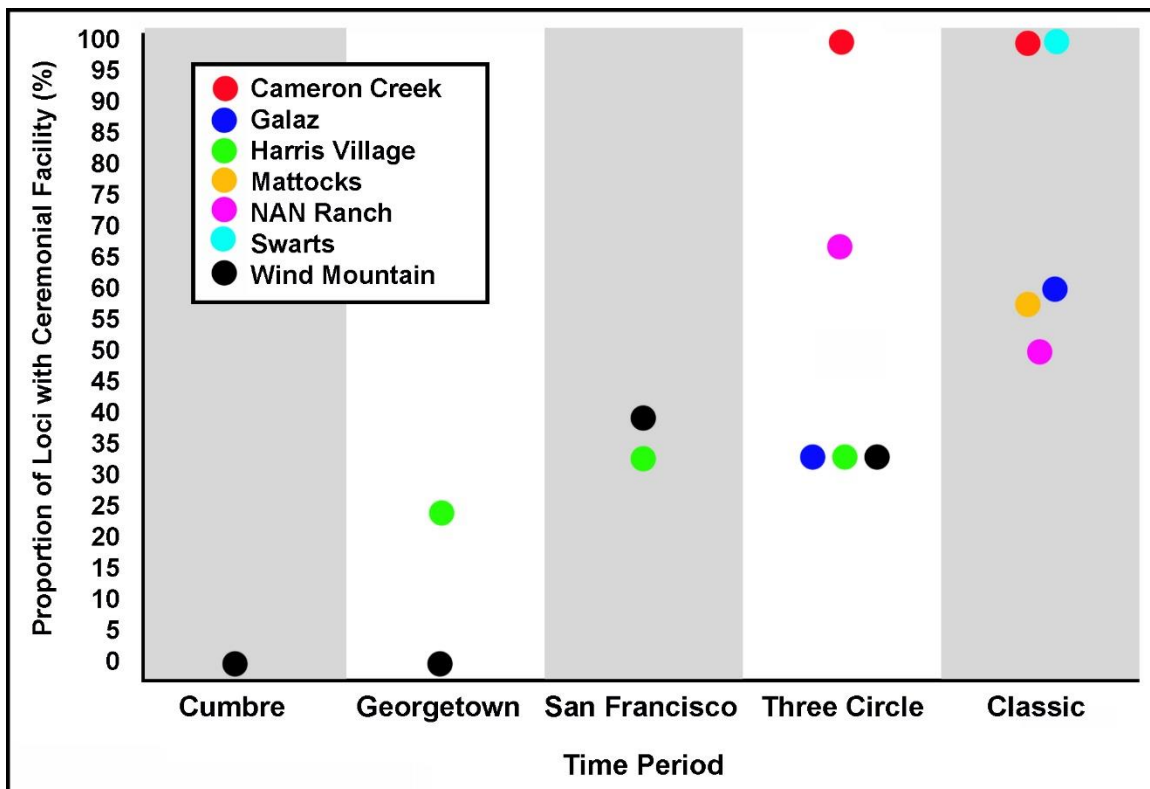 Proportion of Loci with Ceremonial Facility (%)
100
95
90
85
80
75
70
65
60
55
50
45
40
35
30
25
20
15
10
5
0
Cameron Creek
Galaz
Harris Village
Mattocks
NAN Ranch
Swarts
Wind Mountain
Cumbre
Georgetown
San Francisco
Three Circle
Classic
Time Period